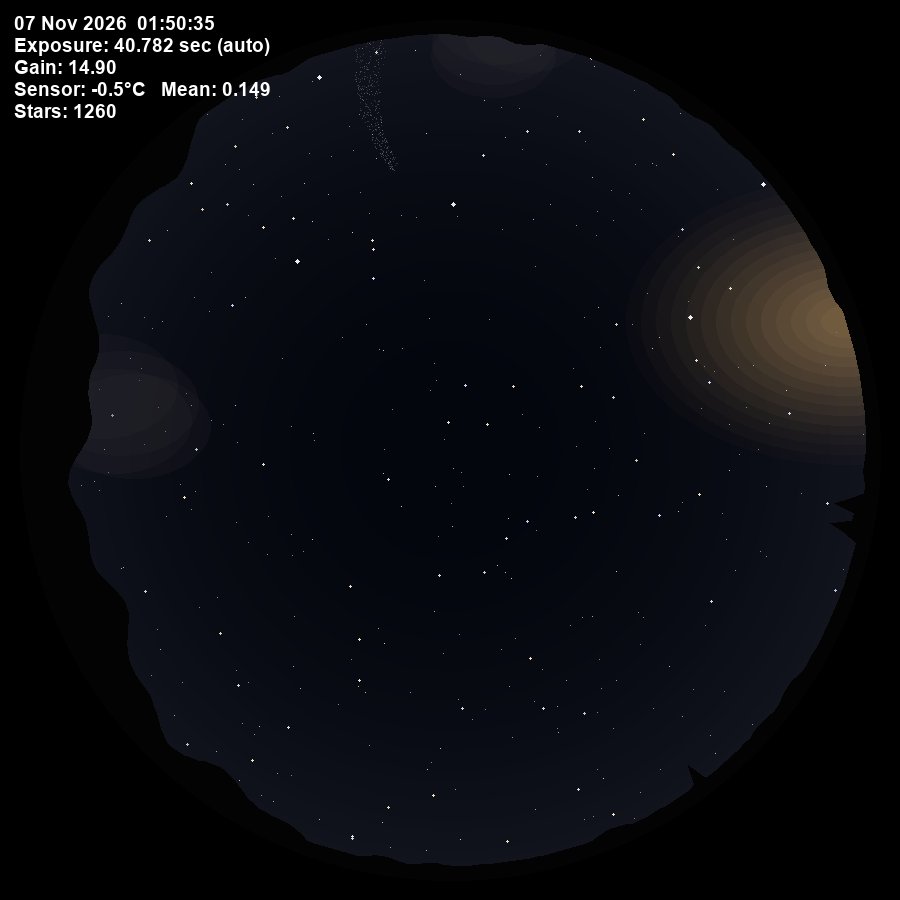 07 Nov 2026  01:50:35
Exposure: 40.782 sec (auto)
Gain: 14.90
Sensor: -0.5°C   Mean: 0.149
Stars: 1260